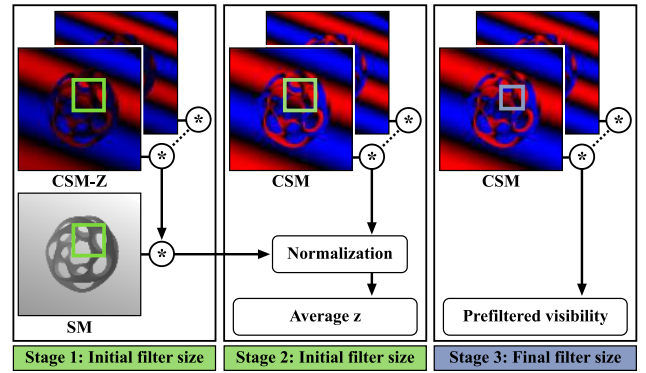 *
*
CSM-Z
*
SM
Stage 1: Initial filter size
*
*
CSM
Normalization
Average z
Stage 2: Initial filter size
*
*
CSM
Prefiltered visibility
Stage 3: Final filter size